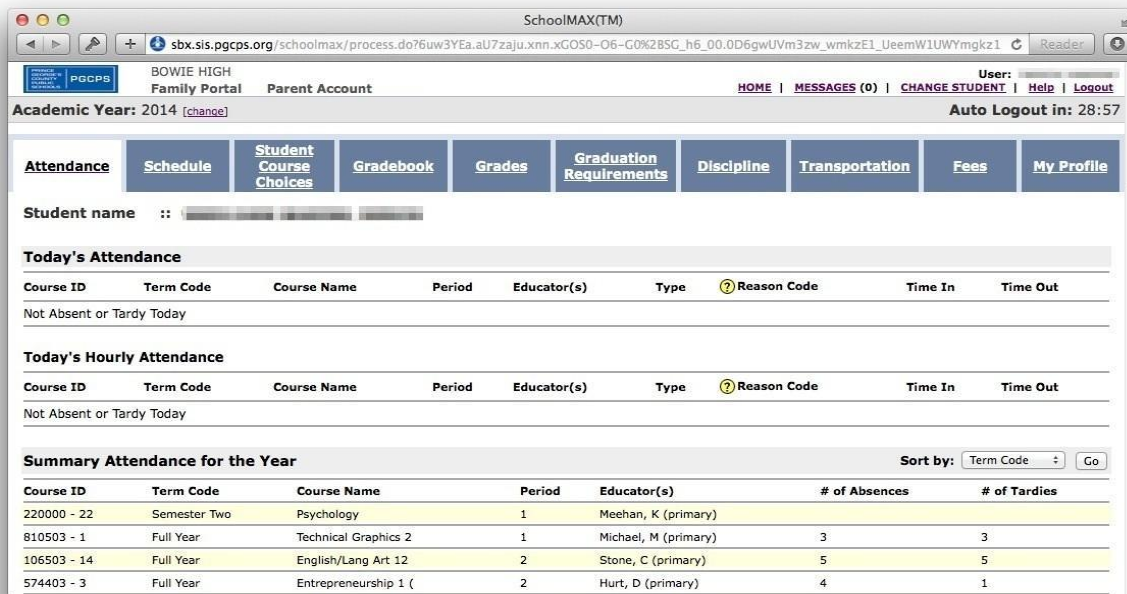 SchoolMAX(TM)
sbx.sis.pgcps.org/schoolmax/process.do?6uw3YEa.aU7zaju.xnn.xGOS0-O6-G0%2BSG_h6_00.0D6gwUVm3zw_wmkzE1_UeemW1UWYmgkz1 Reader
PRINCE GEORGE'S COUNTY PUBLIC SCHOOLS PGCPS
BOWIE HIGH User:
Family Portal Parent Account HOME | MESSAGES (0) | CHANGE STUDENT | Help | Logout
Academic Year: 2014 [change] Auto Logout in: 28:57
Attendance Schedule Student Course Choices Gradebook Grades Graduation Requirements Discipline Transportation Fees My Profile
Student name ::
Today's Attendance
Course ID Term Code Course Name Period Educator(s) Type ? Reason Code Time In Time Out
Not Absent or Tardy Today
Today's Hourly Attendance
Course ID Term Code Course Name Period Educator(s) Type ? Reason Code Time In Time Out
Not Absent or Tardy Today
Summary Attendance for the Year Sort by: Term Code Go
Course ID Term Code Course Name Period Educator(s) # of Absences # of Tardies
220000 - 22 Semester Two Psychology 1 Meehan, K (primary)
810503 - 1 Full Year Technical Graphics 2 1 Michael, M (primary) 3 3
106503 - 14 Full Year English/Lang Art 12 2 Stone, C (primary) 5 5
574403 - 3 Full Year Entrepreneurship 1 ( 2 Hurt, D (primary) 4 1